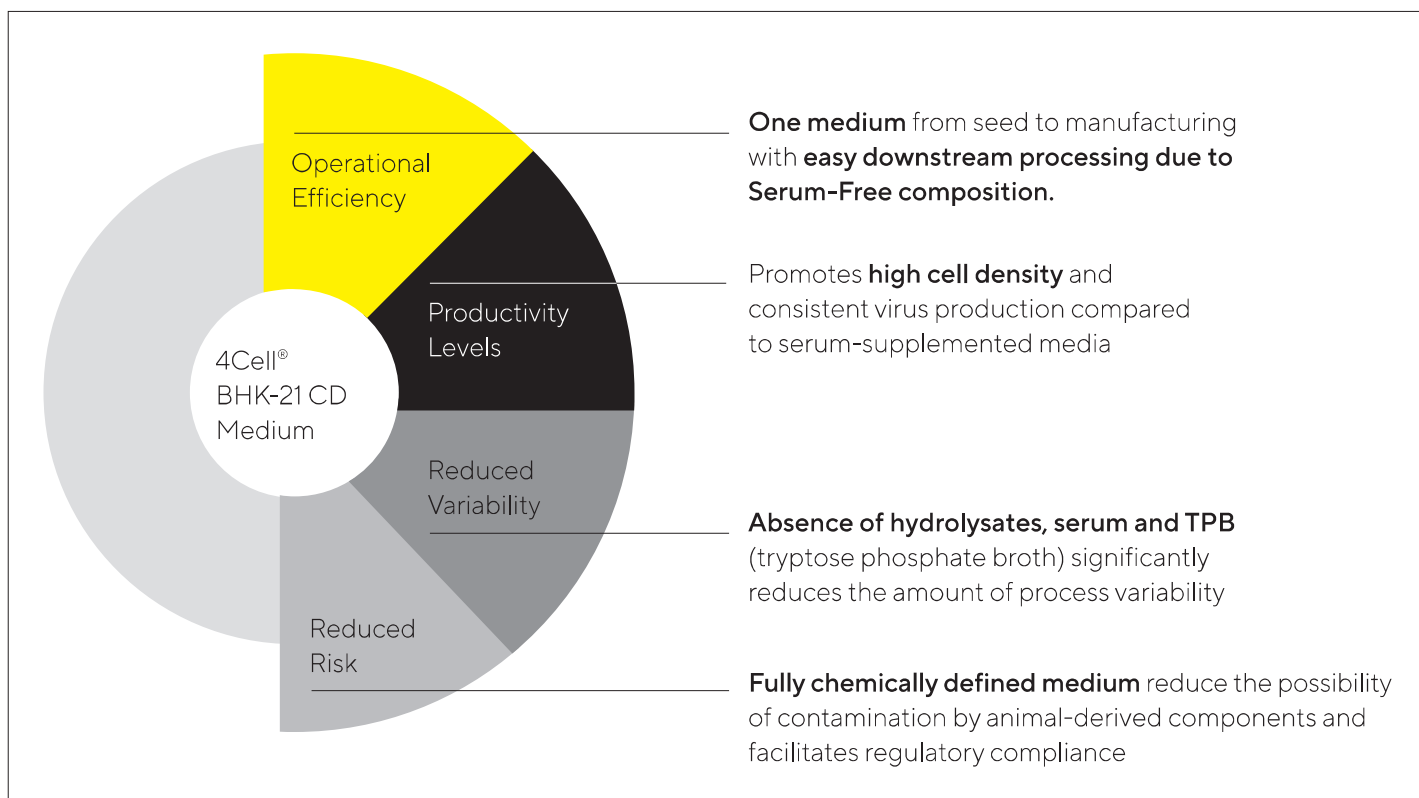 Operational
Efficiency
One medium from seed to manufacturing
with easy downstream processing due to
Serum-Free composition.
Productivity
Levels
Promotes high cell density and
consistent virus production compared
to serum-supplemented media
4Cell®
BHK-21 CD
Medium
Reduced
Variability
Absence of hydrolysates, serum and TPB
(tryptose phosphate broth) significantly
reduces the amount of process variability
Reduced
Risk
Fully chemically defined medium reduce the possibility
of contamination by animal-derived components and
facilitates regulatory compliance